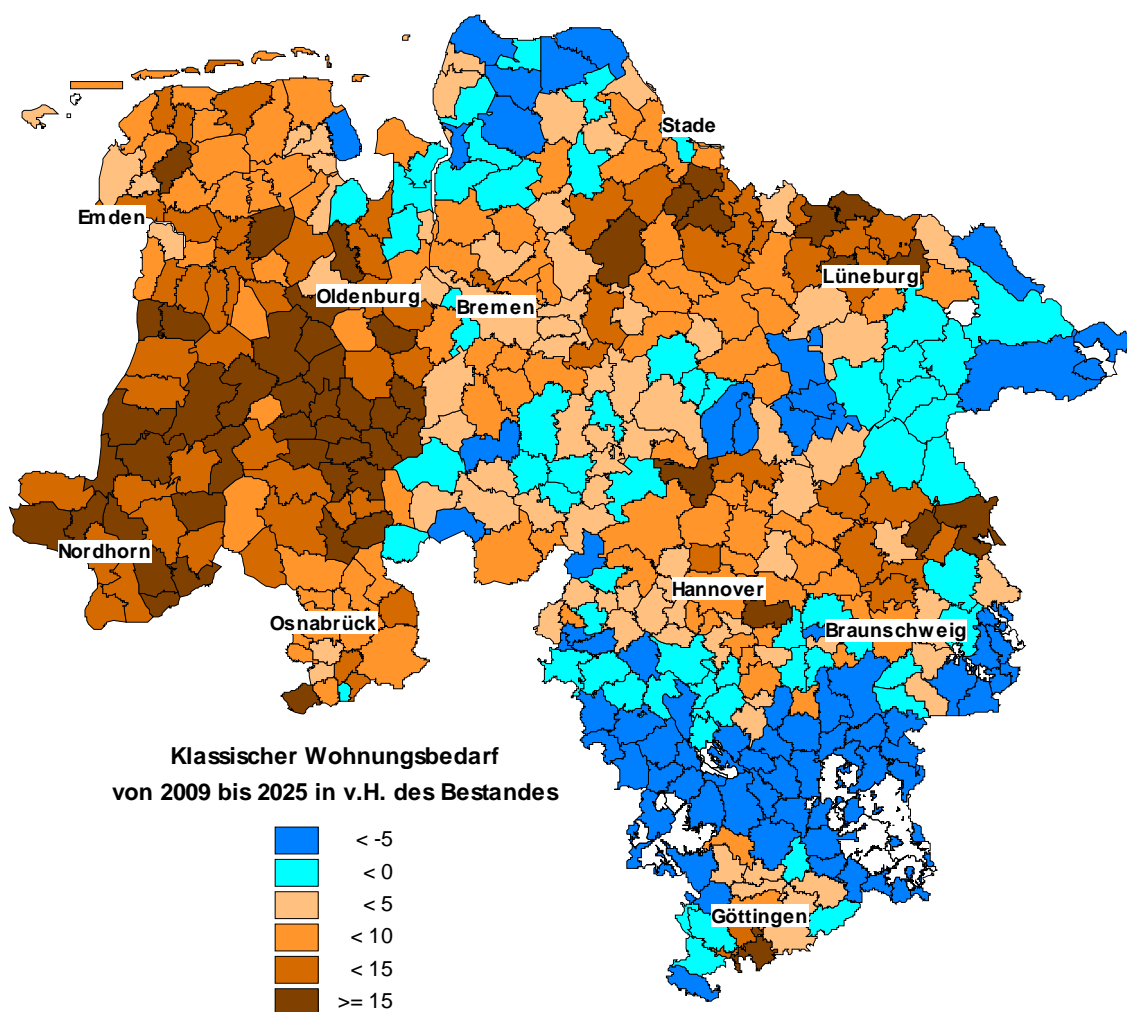 Stade
Emden
Lüneburg
Oldenburg
Bremen
Nordhorn
Hannover
Osnabrück
Braunschweig
Klassischer Wohnungsbedarf
von 2009 bis 2025 in v.H. des Bestandes
< -5
< 0
< 5
Göttingen
< 10
< 15
>= 15